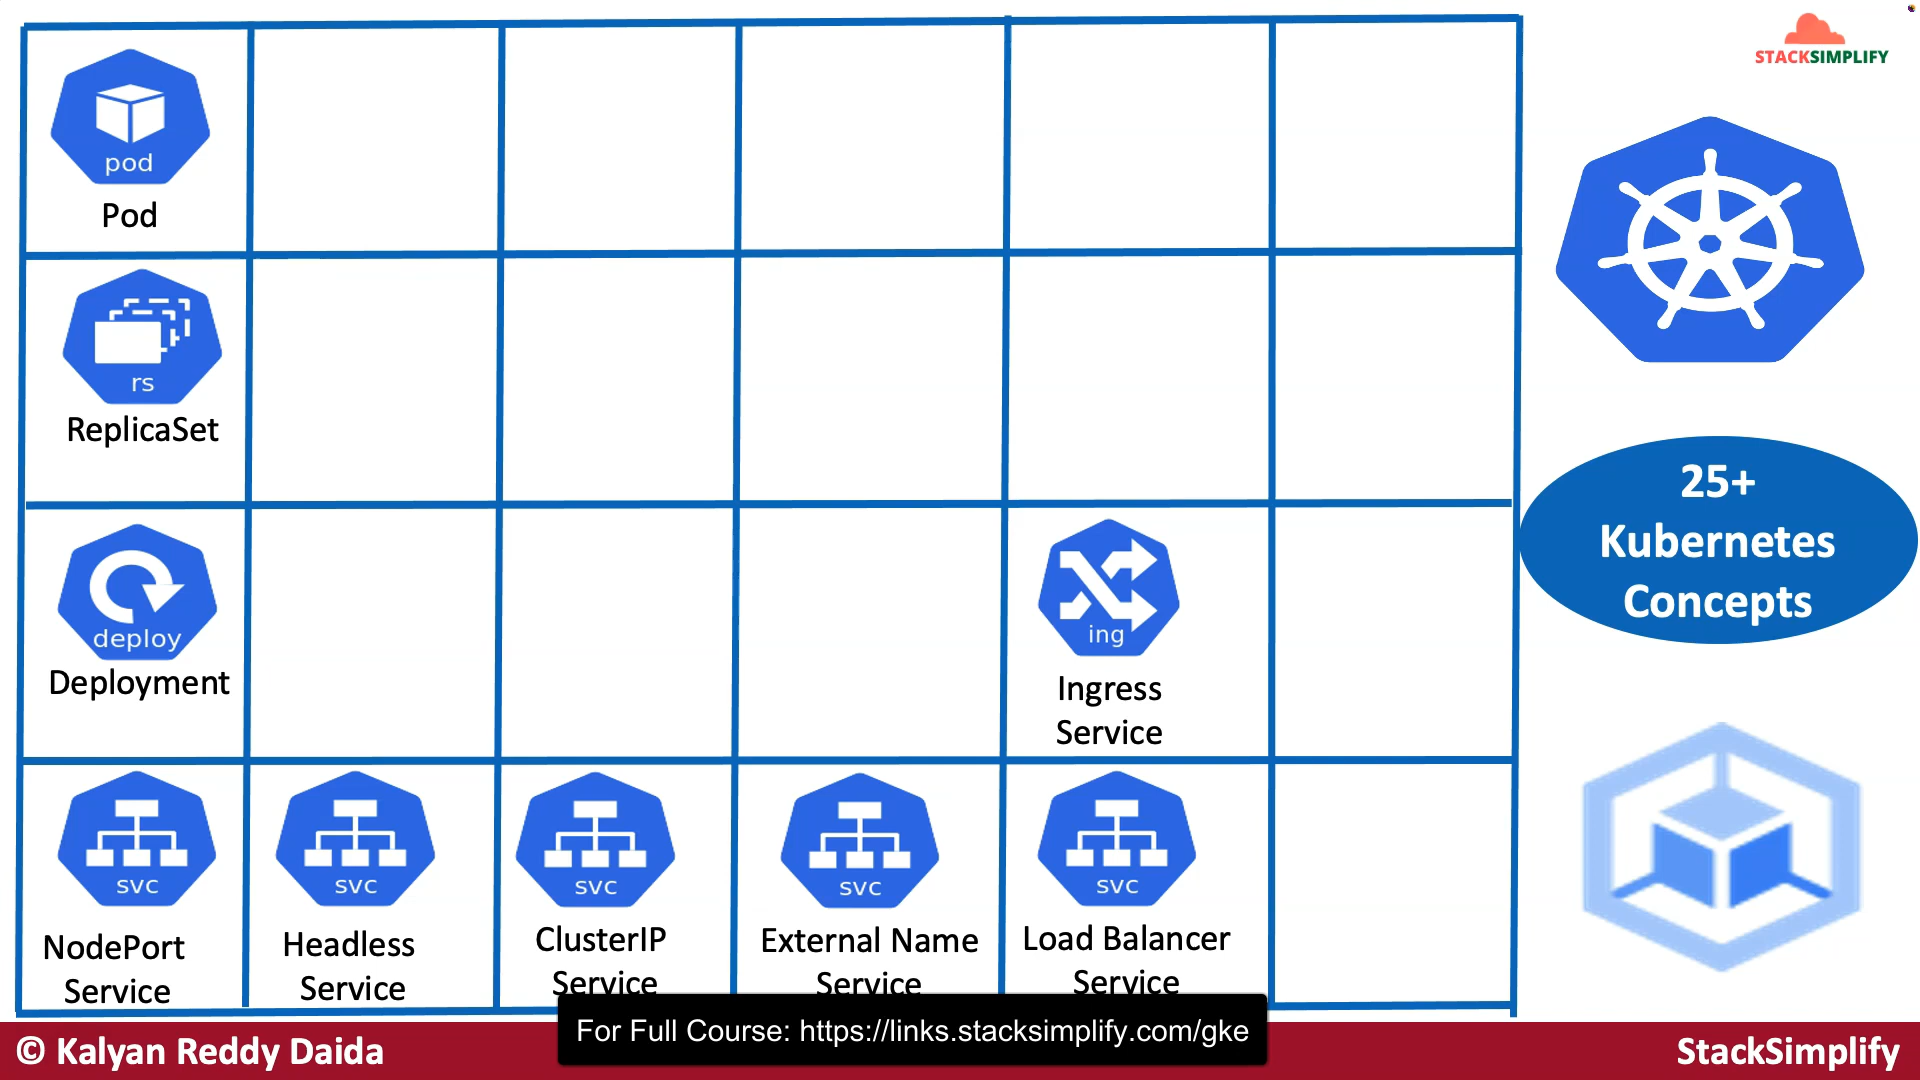 STACKSIMPLIFY
pod
Pod
rs
ReplicaSet
25+
Kubernetes
Concepts
deploy
Deployment
ing
Ingress
Service
svc
NodePort
Service
svc
Headless
Service
svc
ClusterIP
Service
svc
External Name
Service
svc
Load Balancer
Service
For Full Course: https://links.stacksimplify.com/gke
© Kalyan Reddy Daida
StackSimplify